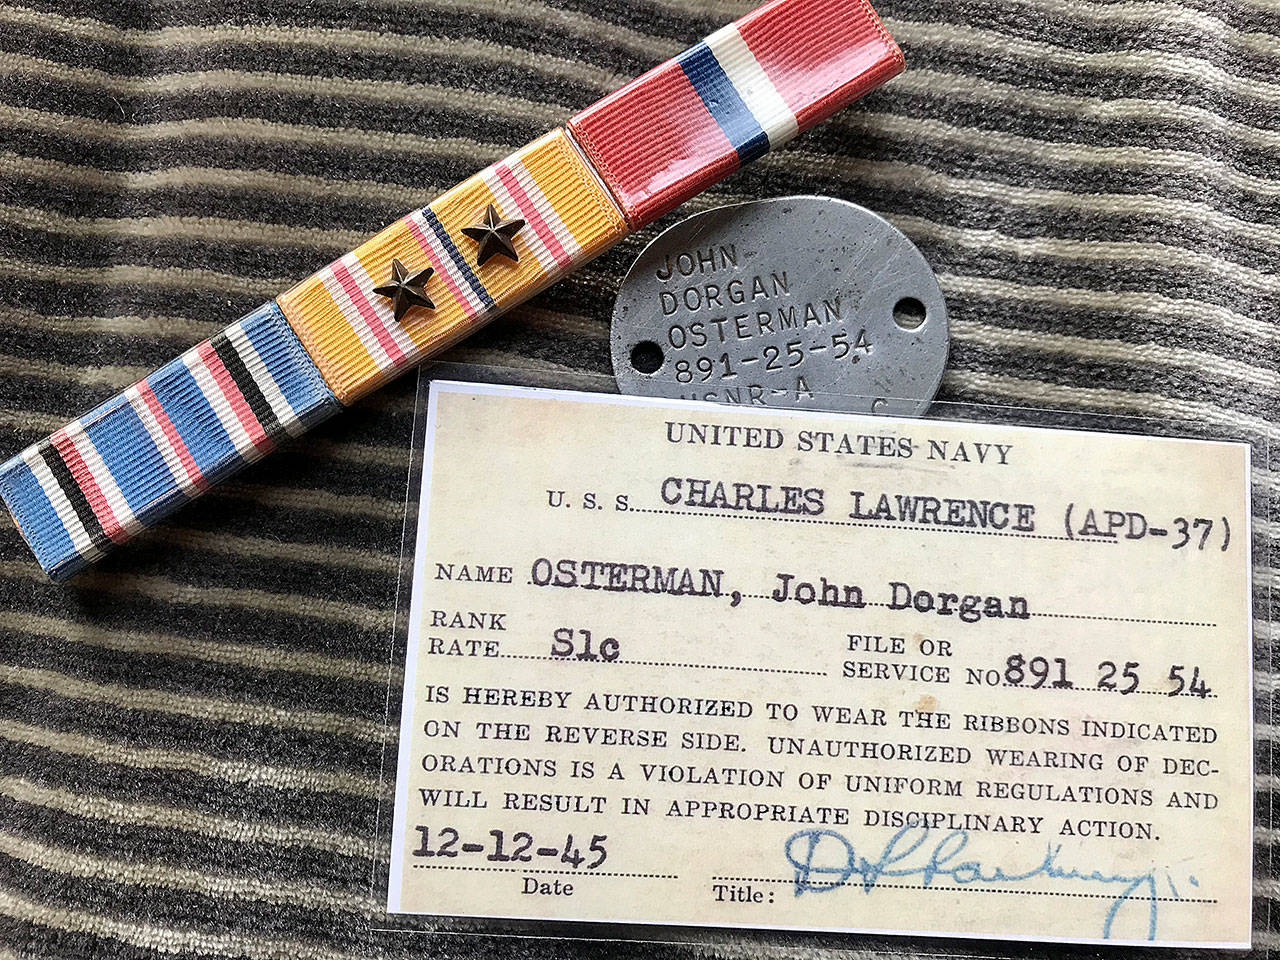 JOHN
DORGAN
OSTERMAN
891-25-54
USNR-A
C
UNITED STATES NAVY
U. S. S. CHARLES LAWRENCE (APD-37)
NAME OSTERMAN, John Dorgan
RANK
RATE S1c
FILE OR
SERVICE NO. 891 25 54
IS HEREBY AUTHORIZED TO WEAR THE RIBBONS INDICATED
ON THE REVERSE SIDE. UNAUTHORIZED WEARING OF DEC-
ORATIONS IS A VIOLATION OF UNIFORM REGULATIONS AND
WILL RESULT IN APPROPRIATE DISCIPLINARY ACTION.
12-12-45
Date
Title: